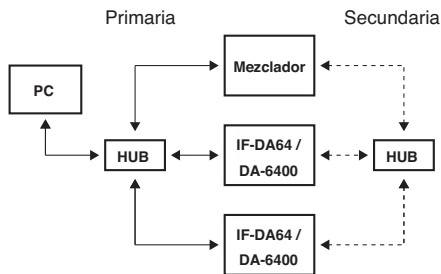 Primaria
Secundaria
Mezclador
PC
HUB
IF-DA64 /
DA-6400
HUB
IF-DA64 /
DA-6400